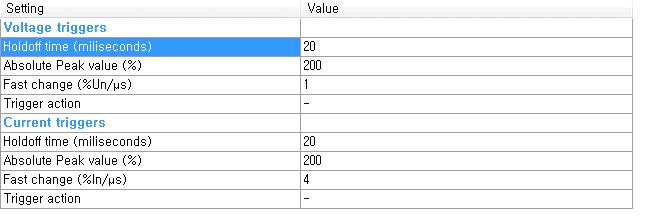 Setting Value
Voltage triggers
Holdoff time (miliseconds) 20
Absolute Peak value (%) 200
Fast change (%Un/µs) 1
Trigger action -
Current triggers
Holdoff time (miliseconds) 20
Absolute Peak value (%) 200
Fast change (%In/µs) 4
Trigger action -